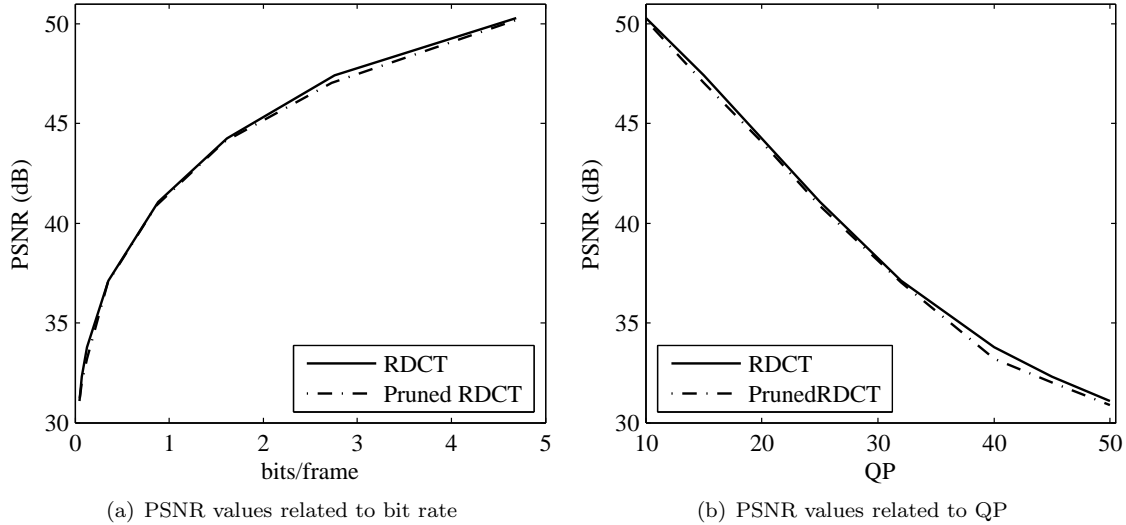 50
45
40
35
30
PSNR (dB)
0 1 2 3 4 5
bits/frame
RDCT
Pruned RDCT
(a) PSNR values related to bit rate
50
45
40
35
30
PSNR (dB)
10 20 30 40 50
QP
RDCT
PrunedRDCT
(b) PSNR values related to QP